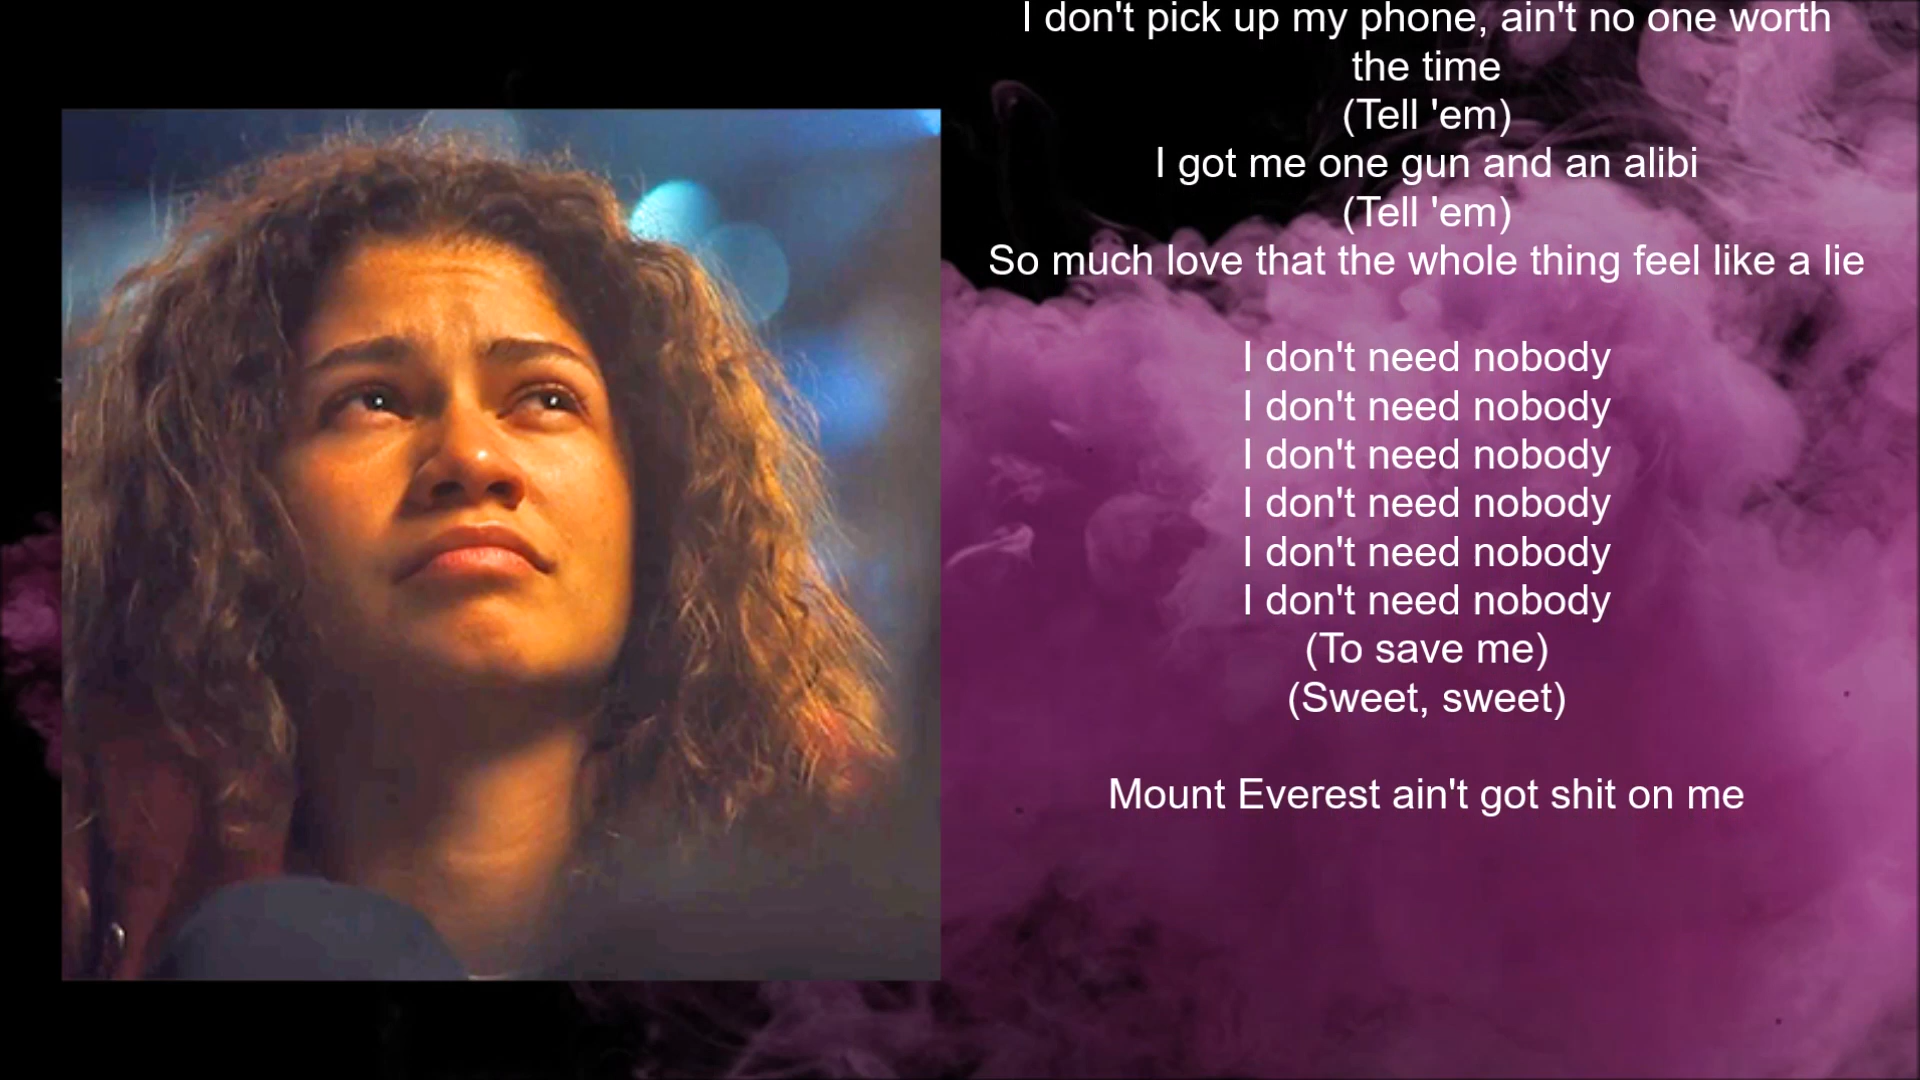 I don't pick up my phone, ain't no one worth
the time
(Tell 'em)
I got me one gun and an alibi
(Tell 'em)
So much love that the whole thing feel like a lie
I don't need nobody
I don't need nobody
I don't need nobody
I don't need nobody
I don't need nobody
I don't need nobody
(To save me)
(Sweet, sweet)
Mount Everest ain't got shit on me